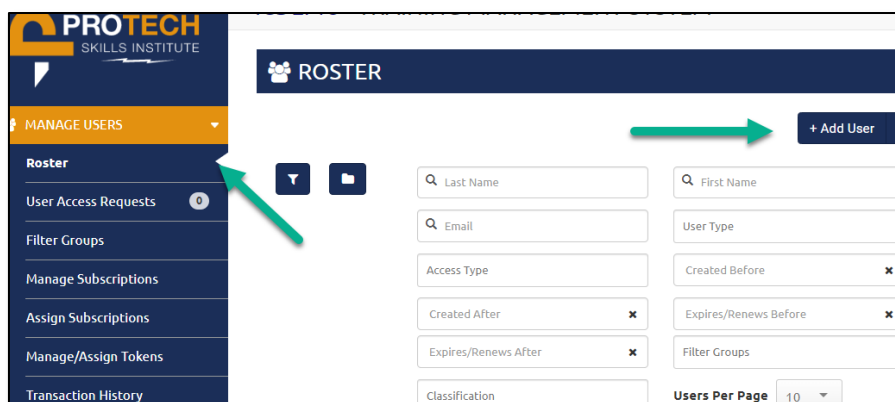 PROTECH
SKILLS INSTITUTE
ROSTER
MANAGE USERS
+ Add User
Roster
Last Name
First Name
User Access Requests 0
Email
User Type
Filter Groups
Access Type
Created Before
Manage Subscriptions
Created After
Expires/Renews Before
Assign Subscriptions
Expires/Renews After
Filter Groups
Manage/Assign Tokens
Transaction History
Classification
Users Per Page 10